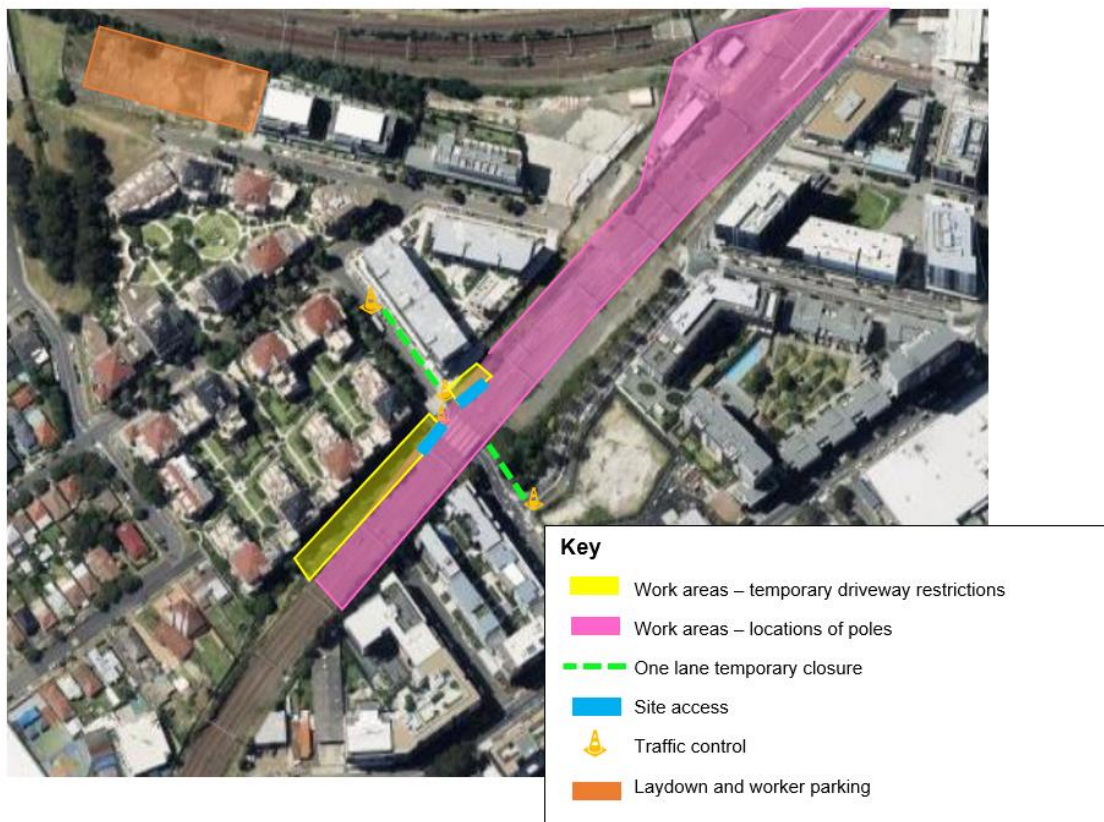 Key
Work areas – temporary driveway restrictions
Work areas – locations of poles
One lane temporary closure
Site access
Traffic control
Laydown and worker parking